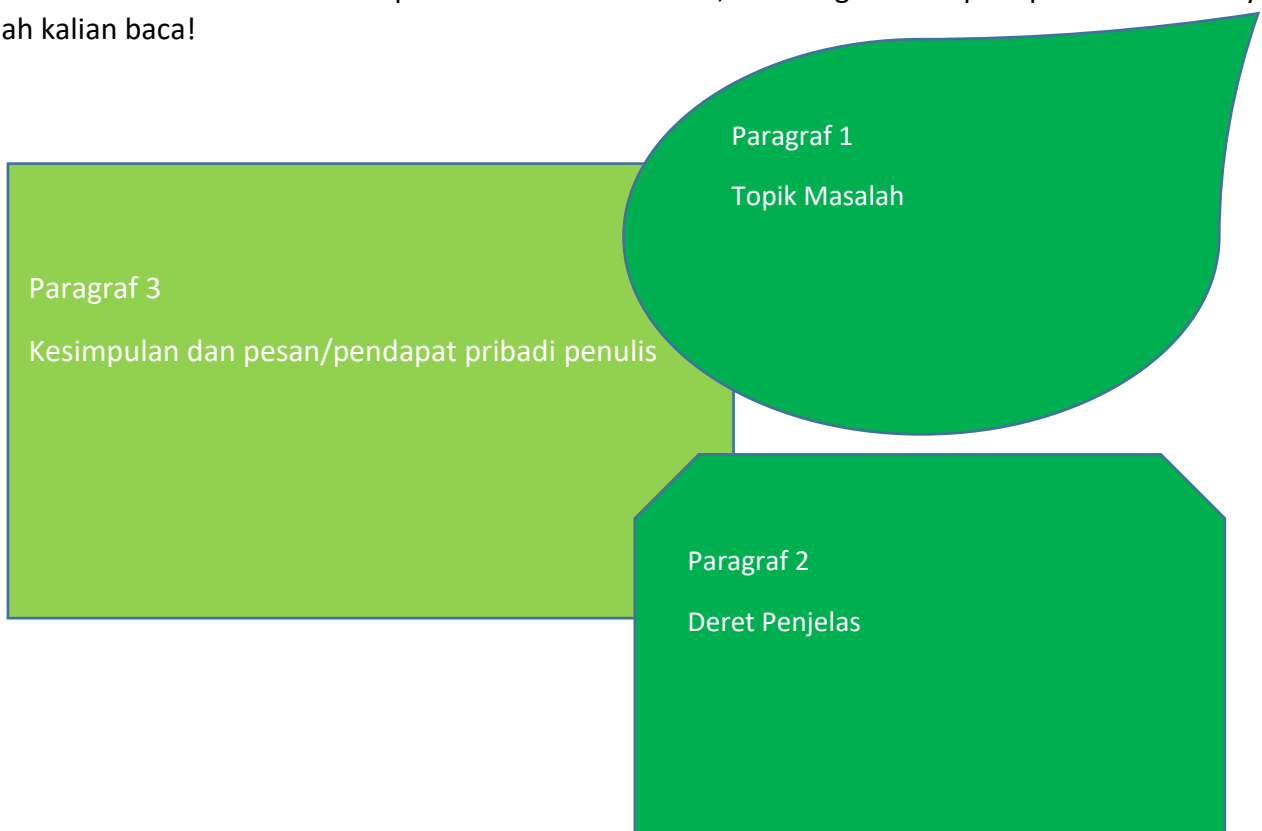 ah kalian baca!
Paragraf 1
Topik Masalah
Paragraf 3
Kesimpulan dan pesan/pendapat pribadi penulis
Paragraf 2
Deret Penjelas